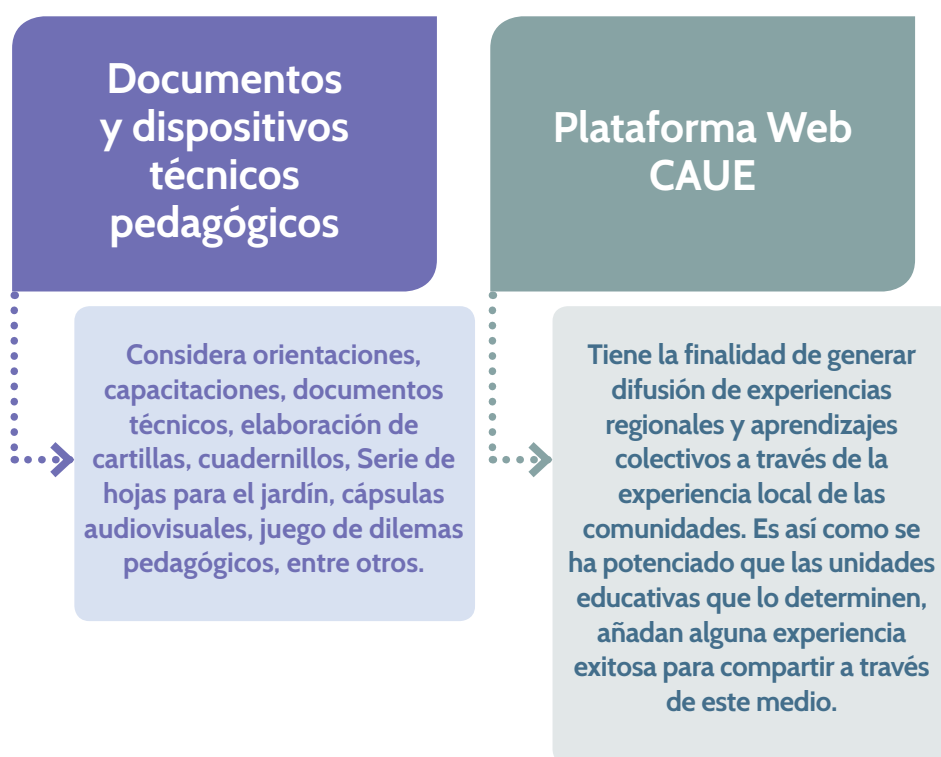 Documentos
y dispositivos
técnicos
pedagógicos
Considera orientaciones,
capacitaciones, documentos
técnicos, elaboración de
cartillas, cuadernillos, Serie de
hojas para el jardín, cápsulas
audiovisuales, juego de dilemas
pedagógicos, entre otros.
Plataforma Web
CAUE
Tiene la finalidad de generar
difusión de experiencias
regionales y aprendizajes
colectivos a través de la
experiencia local de las
comunidades. Es así como se
ha potenciado que las unidades
educativas que lo determinen,
añadan alguna experiencia
exitosa para compartir a través
de este medio.